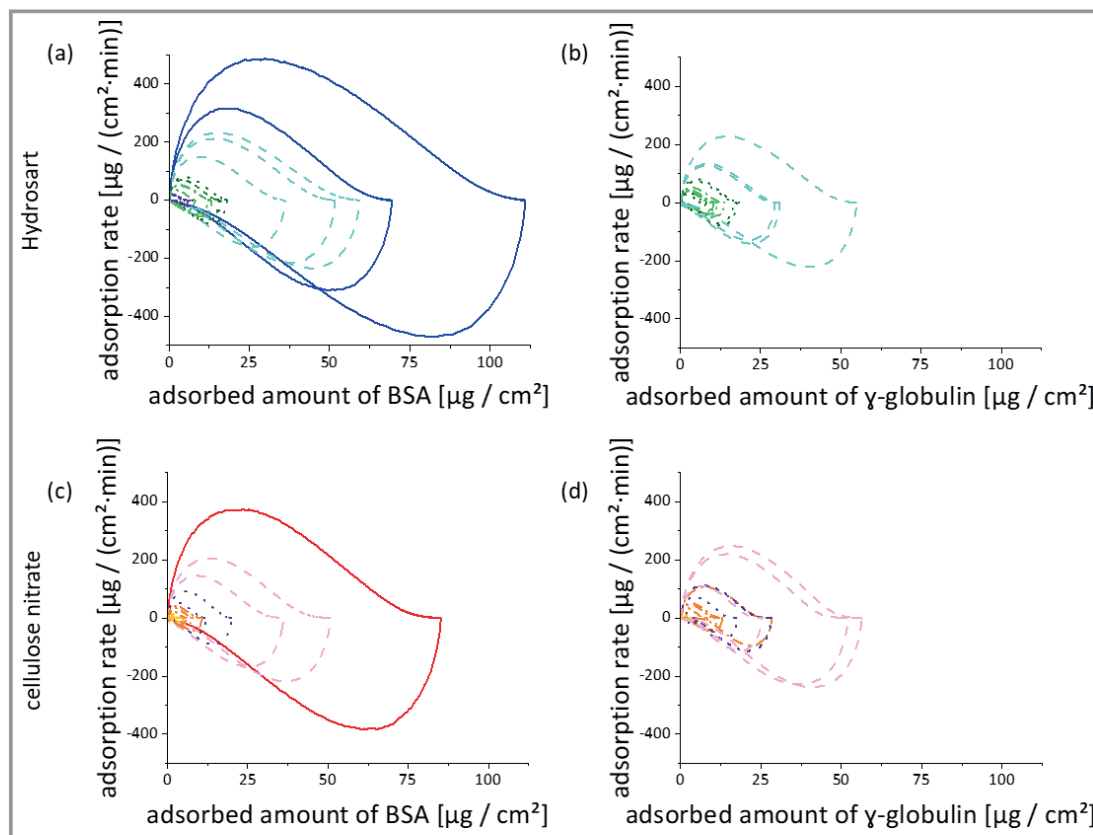 Hydrosart
(a)
adsorption rate [µg / (cm²·min)]
400
200
0
-200
-400
0
25
50
75
100
adsorbed amount of BSA [µg / cm²]
(b)
adsorption rate [µg / (cm²·min)]
400
200
0
-200
-400
0
25
50
75
100
adsorbed amount of ɣ-globulin [µg / cm²]
cellulose nitrate
(c)
adsorption rate [µg / (cm²·min)]
400
200
0
-200
-400
0
25
50
75
100
adsorbed amount of BSA [µg / cm²]
(d)
adsorption rate [µg / (cm²·min)]
400
200
0
-200
-400
0
25
50
75
100
adsorbed amount of ɣ-globulin [µg / cm²]